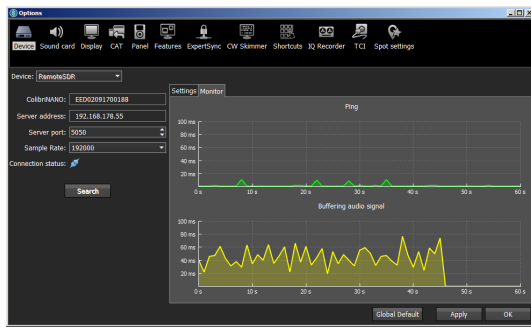 Options
Device Sound card Display CAT Panel Features ExpertSync CW Skimmer Shortcuts IQ Recorder TCI Spot settings
Device: RemoteSDR
Settings Monitor
ColibriNANO: EED02091700188
Server address: 192.168.178.55
Server port: 5050
Sample Rate: 192000
Connection status:
Search
Ping
100 ms
80 ms
60 ms
40 ms
20 ms
0 s 10 s 20 s 30 s 40 s 50 s 60 s
Buffering audio signal
100 ms
80 ms
60 ms
40 ms
20 ms
0 s 10 s 20 s 30 s 40 s 50 s 60 s
Global Default Apply OK